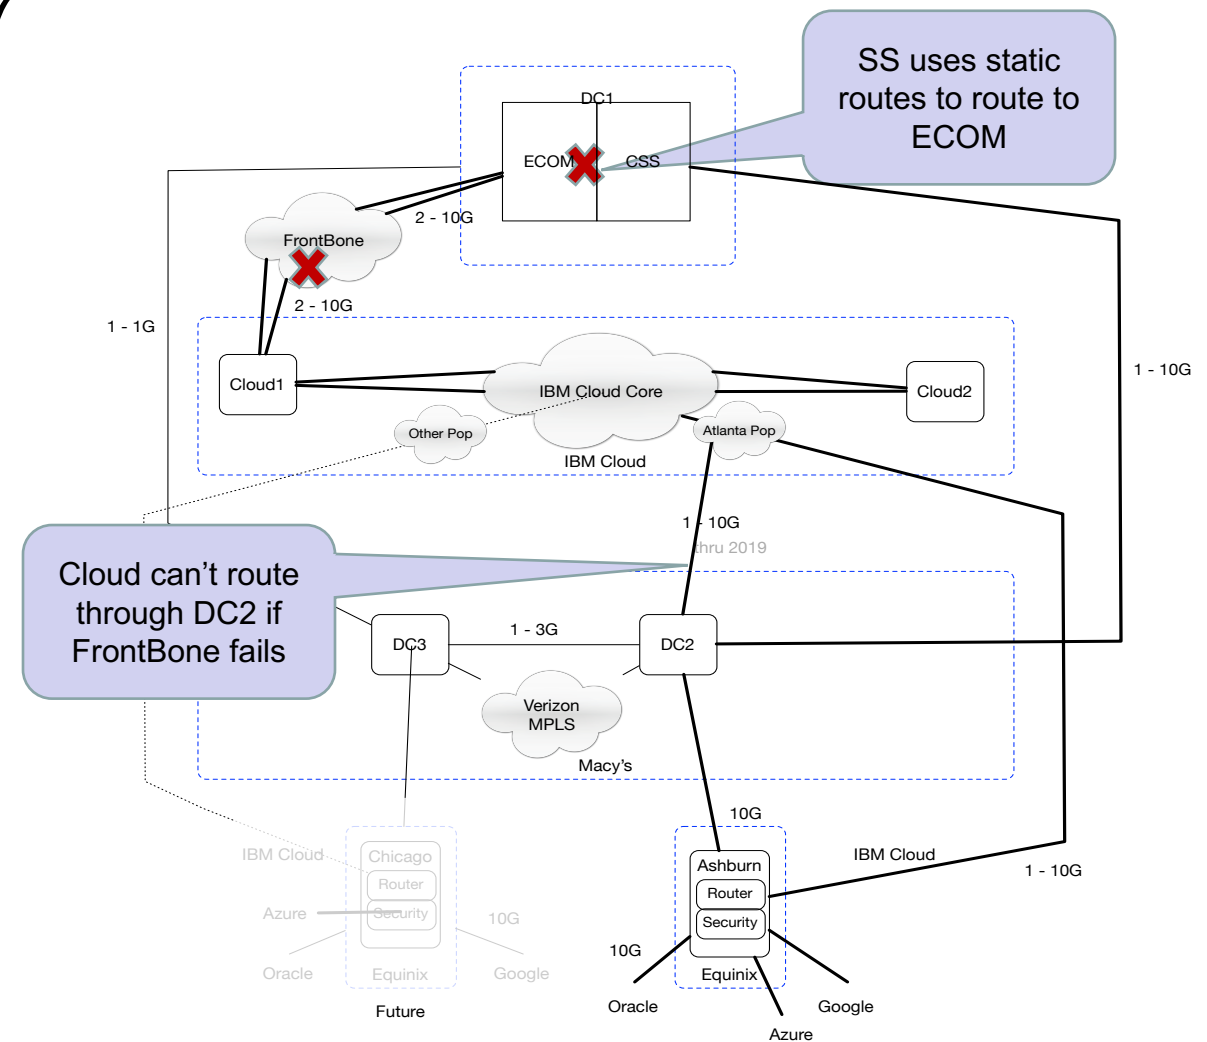 SS uses static
routes to route to
ECOM
DC1
ECOM
CSS
2 - 10G
FrontBone
2 - 10G
1 - 1G
1 - 10G
Cloud1
IBM Cloud Core
Cloud2
Other Pop
Atlanta Pop
IBM Cloud
1 - 10G
thru 2019
Cloud can’t route
through DC2 if
FrontBone fails
DC3
1 - 3G
DC2
Verizon
MPLS
Macy's
10G
IBM Cloud
Chicago
Router
Security
Azure
10G
Oracle
Equinix
Google
Future
Ashburn
Router
Security
IBM Cloud
1 - 10G
10G
Equinix
Oracle
Google
Azure